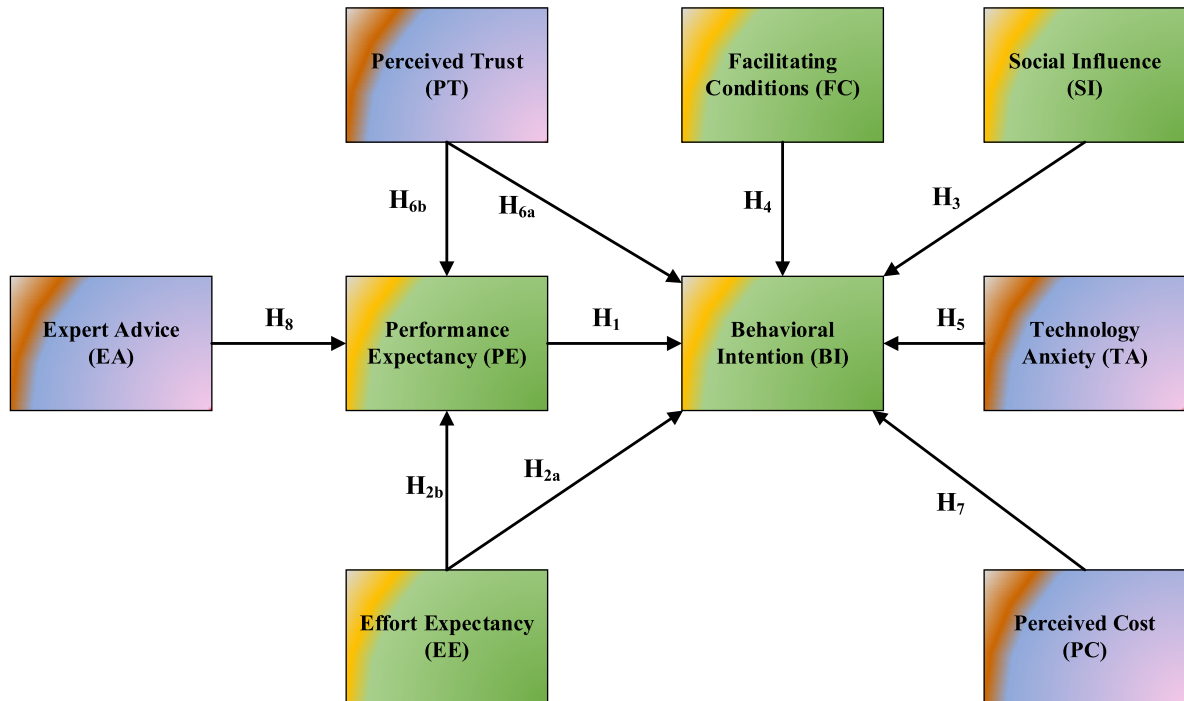 Perceived Trust
(PT)
Facilitating
Conditions (FC)
Social Influence
(SI)
H6b
H6a
H4
H3
Expert Advice
(EA)
H8
Performance
Expectancy (PE)
H1
Behavioral
Intention (BI)
H5
Technology
Anxiety (TA)
H2b
H2a
H7
Effort Expectancy
(EE)
Perceived Cost
(PC)